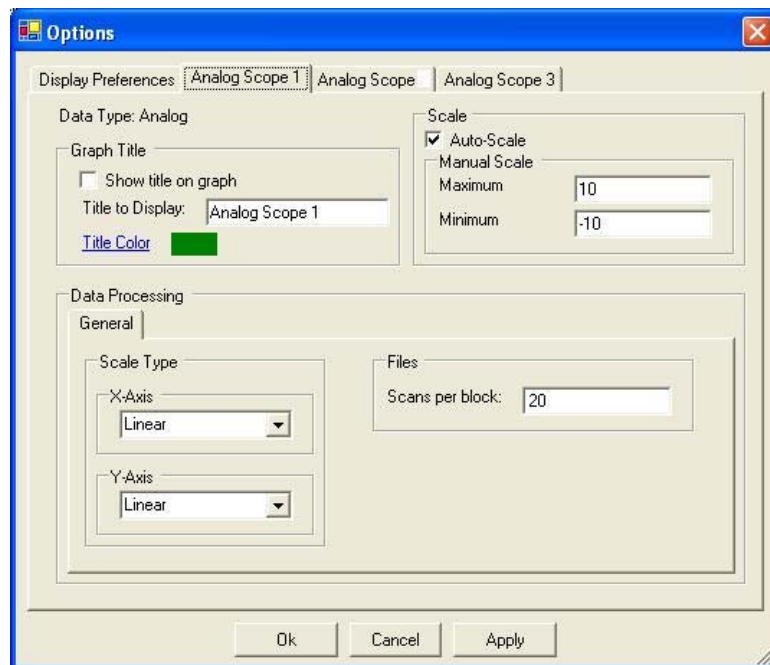 Options
Display Preferences Analog Scope 1 Analog Scope Analog Scope 3
Data Type: Analog
Graph Title
Show title on graph
Title to Display: Analog Scope 1
Title Color
Scale
Auto-Scale
Manual Scale
Maximum 10
Minimum -10
Data Processing
General
Scale Type
X-Axis
Linear
Y-Axis
Linear
Files
Scans per block: 20
Ok Cancel Apply